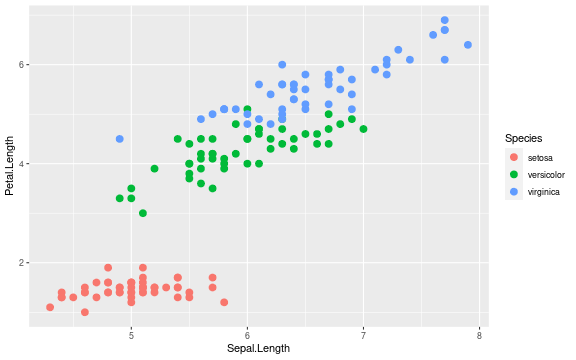 Petal.Length
6
4
2
5
6
7
8
Sepal.Length
Species
setosa
versicolor
virginica